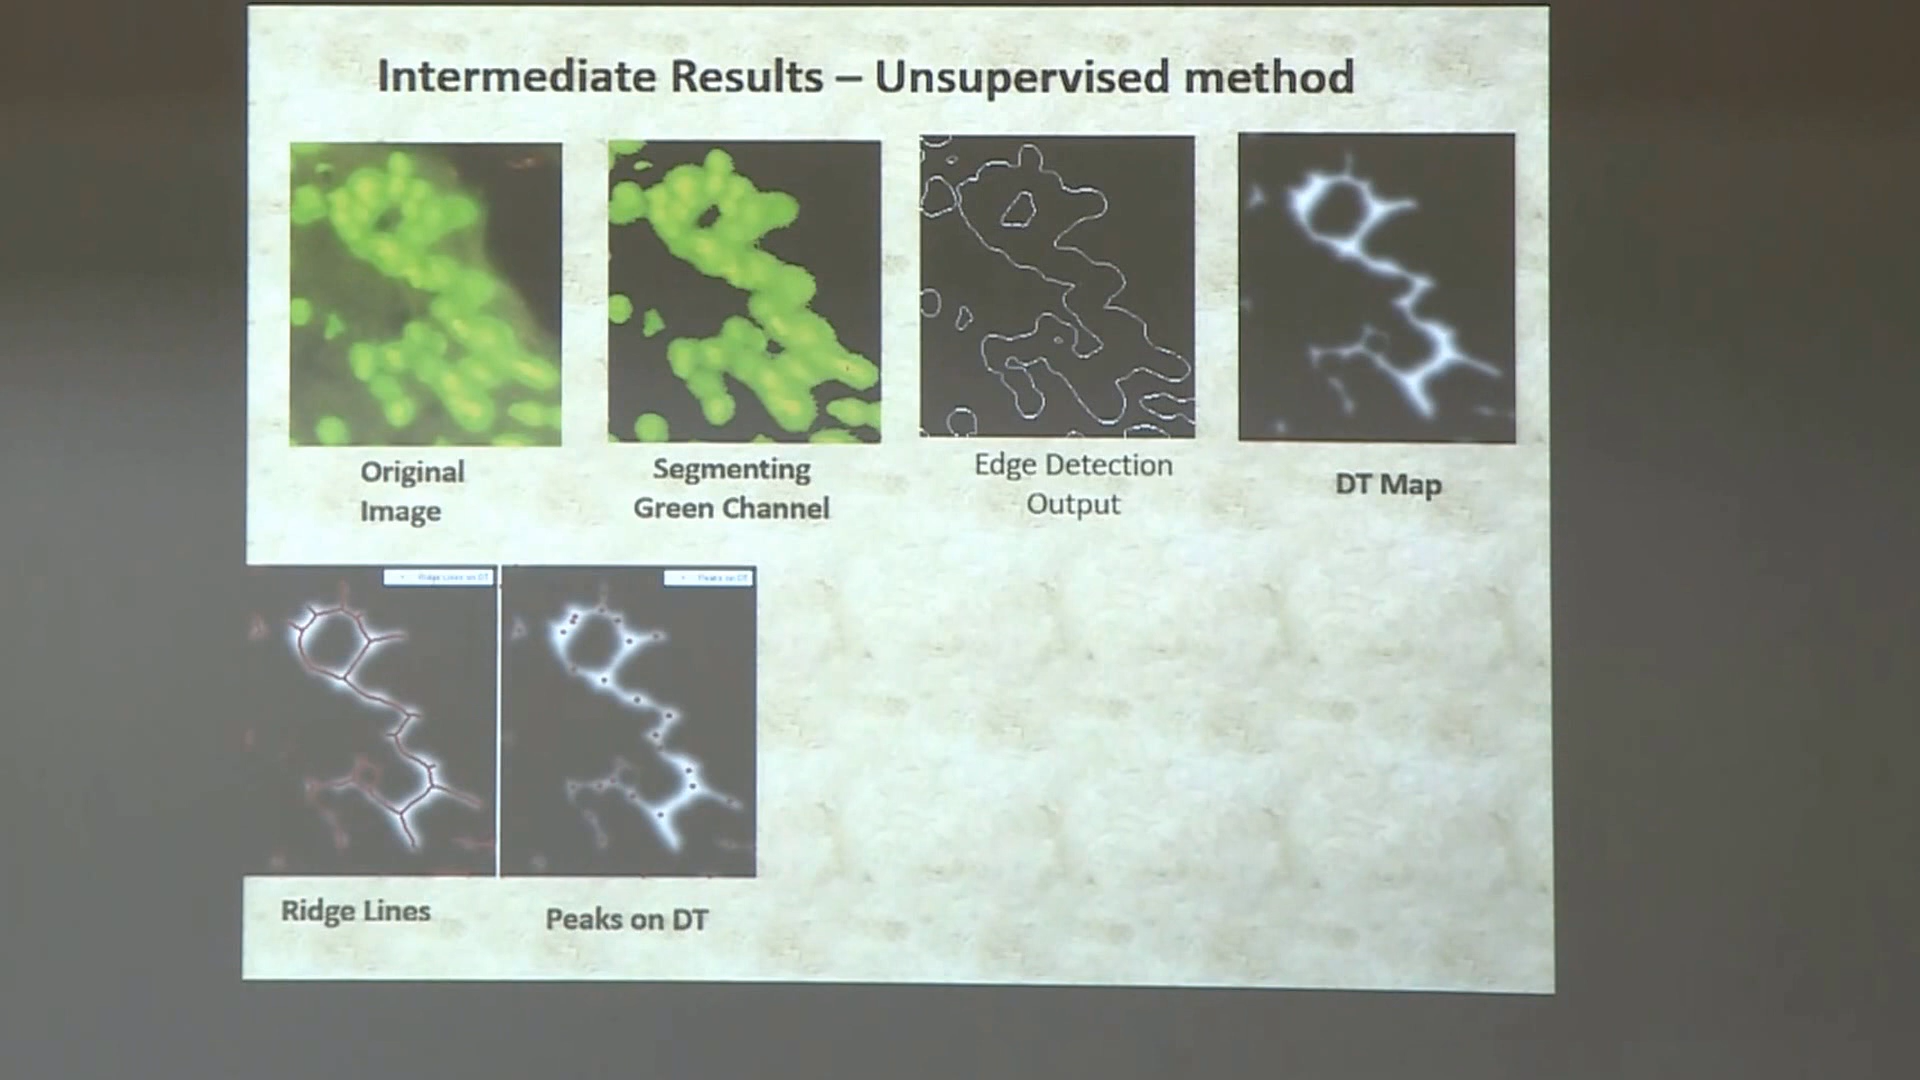 Intermediate Results – Unsupervised method
Original
Image
Segmenting
Green Channel
Edge Detection
Output
DT Map
Ridge Lines on DT
Peaks on DT
Ridge Lines
Peaks on DT